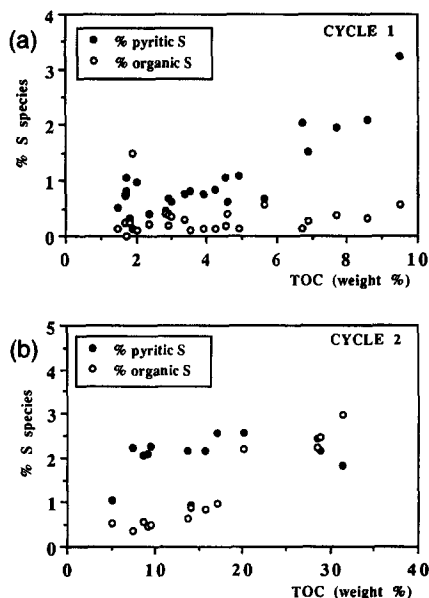 (a)
CYCLE 1
% pyritic S
% organic S
% S species
4
3
2
1
0
0 2 4 6 8 10
TOC (weight %)
(b)
CYCLE 2
% pyritic S
% organic S
% S species
5
4
3
2
1
0
0 10 20 30 40
TOC (weight %)